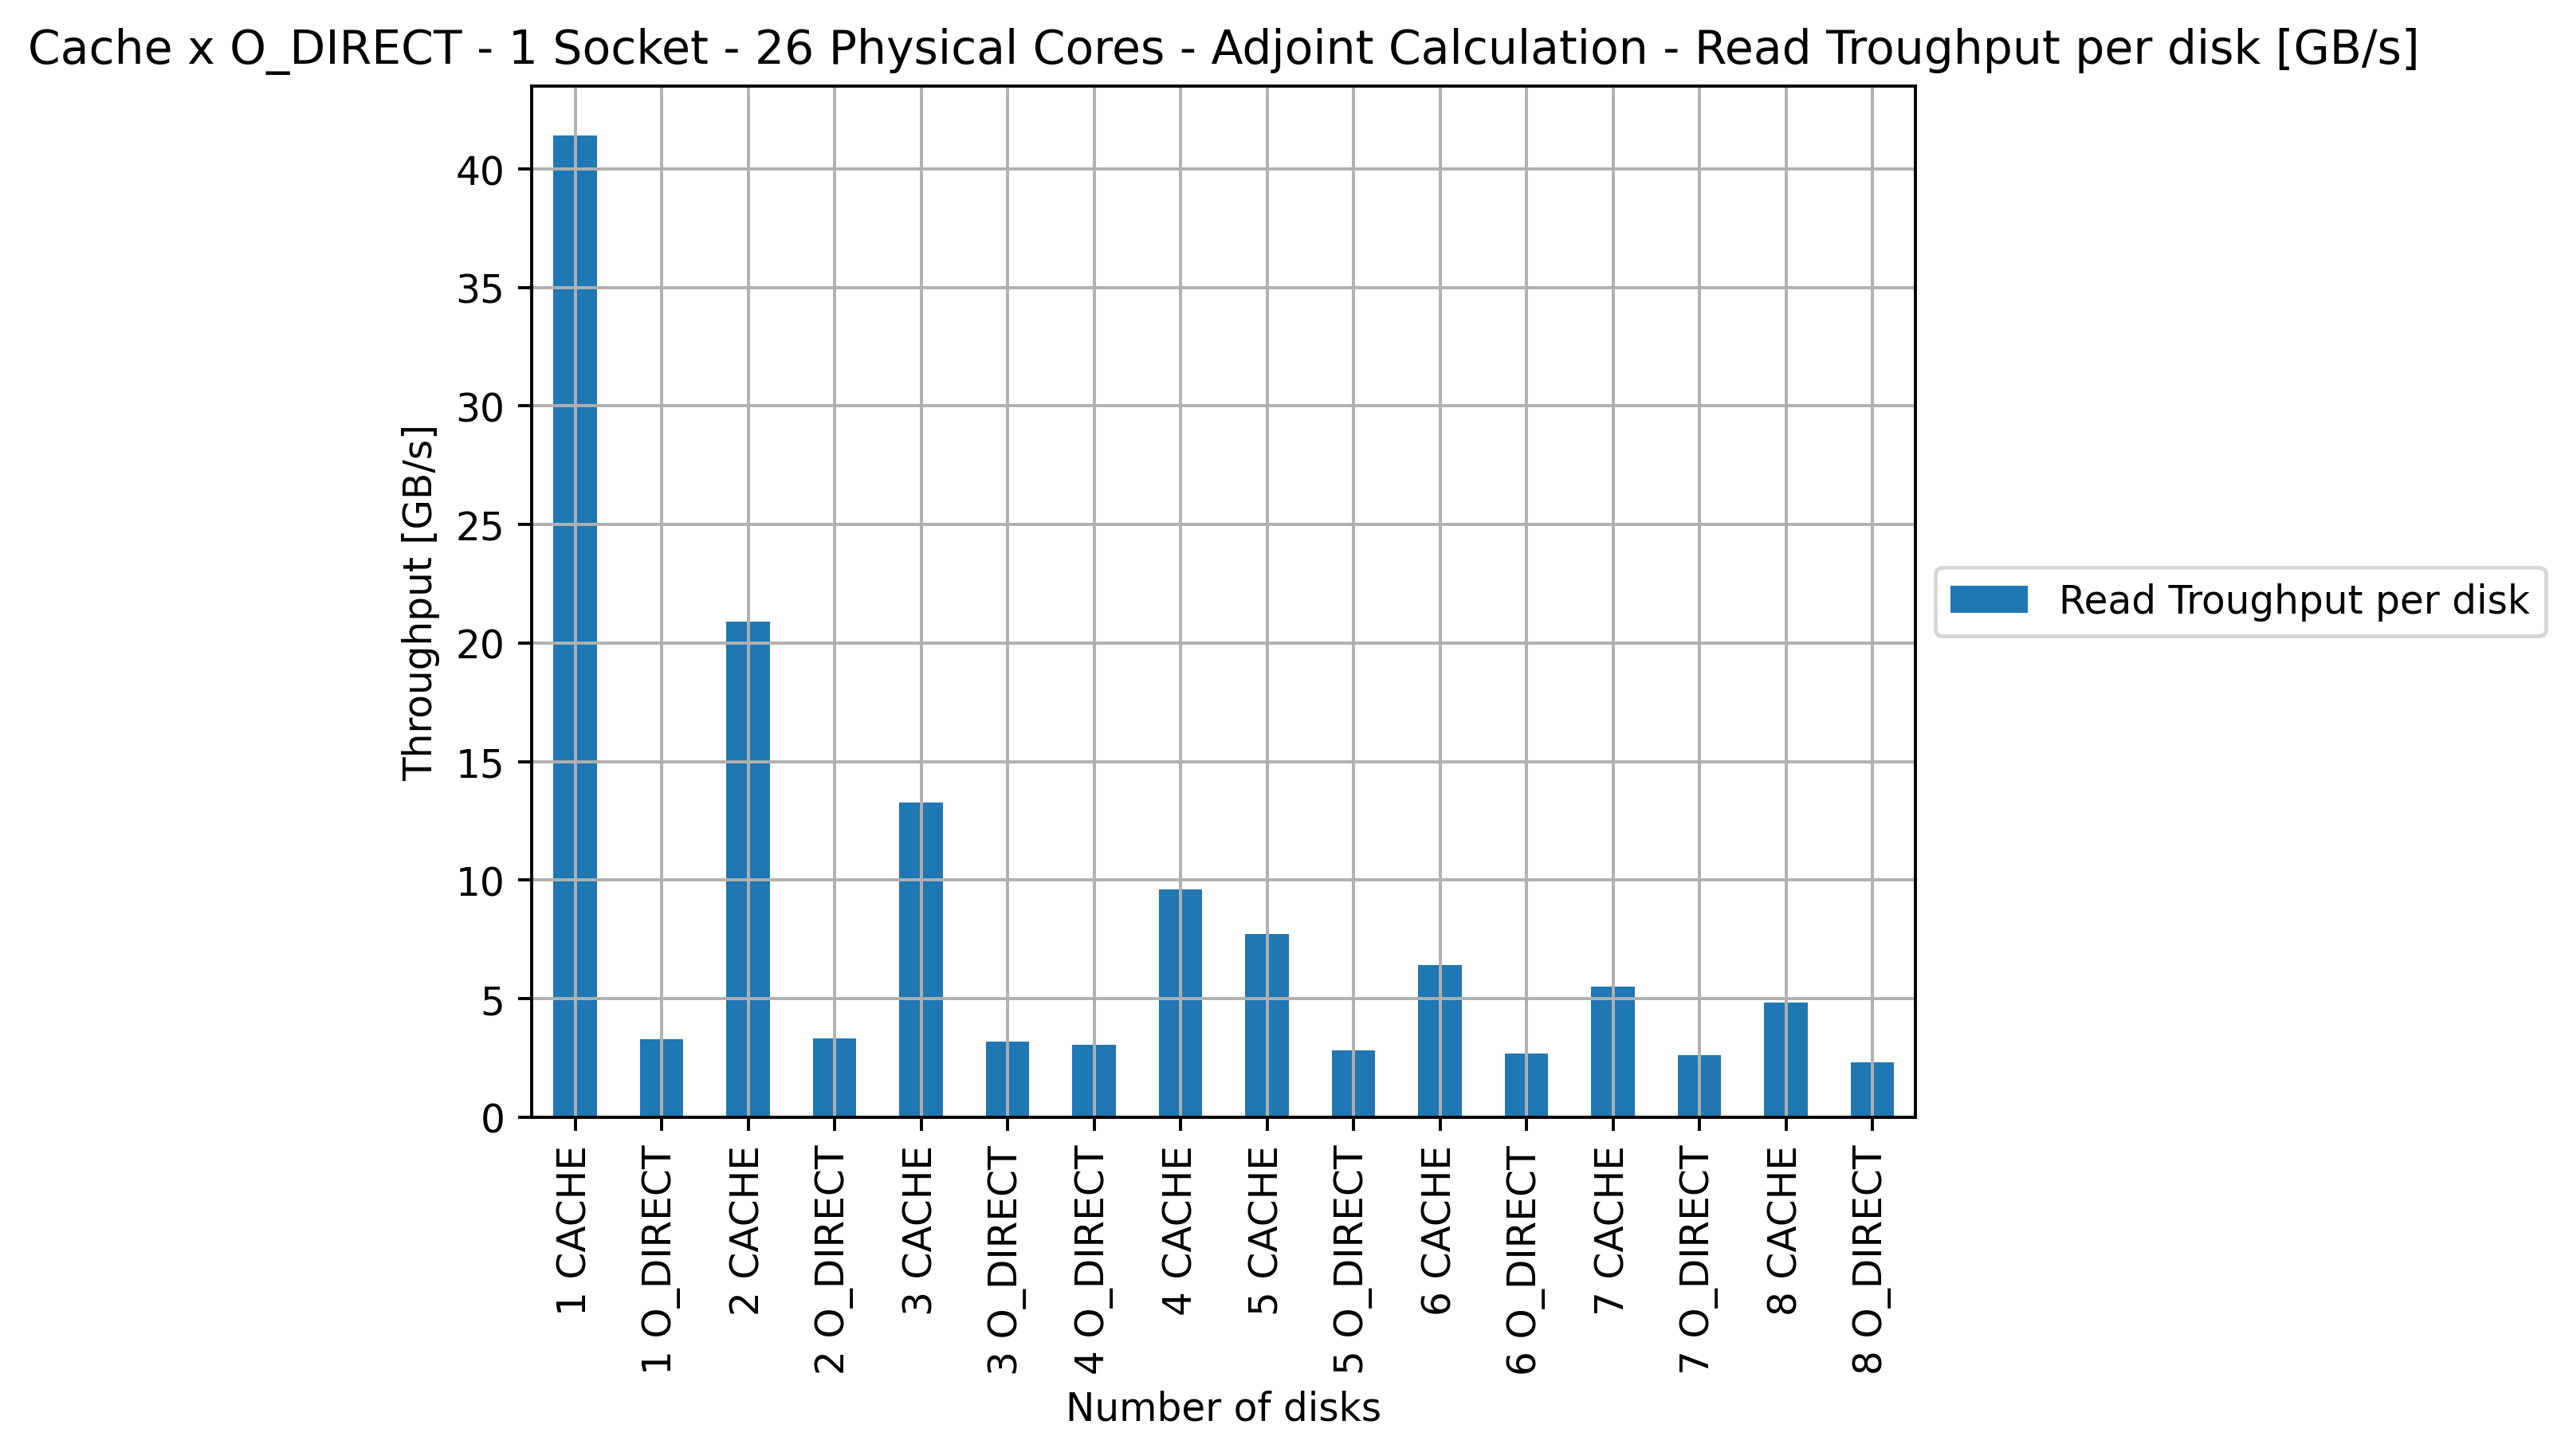 Cache x O_DIRECT - 1 Socket - 26 Physical Cores - Adjoint Calculation - Read Troughput per disk [GB/s]
Throughput [GB/s]
40
35
30
25
20
15
10
5
0
1 CACHE
1 O_DIRECT
2 CACHE
2 O_DIRECT
3 CACHE
3 O_DIRECT
4 O_DIRECT
4 CACHE
5 CACHE
5 O_DIRECT
6 CACHE
6 O_DIRECT
7 CACHE
7 O_DIRECT
8 CACHE
8 O_DIRECT
Number of disks
Read Troughput per disk